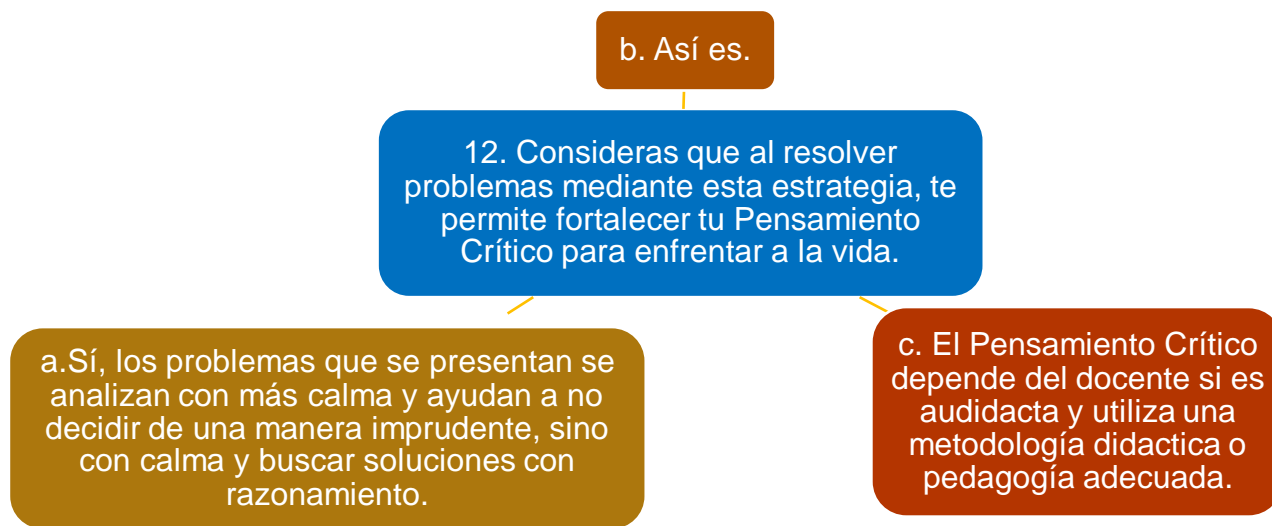 b. Así es.
12. Consideras que al resolver
problemas mediante esta estrategia, te
permite fortalecer tu Pensamiento
Crítico para enfrentar a la vida.
a.Sí, los problemas que se presentan se
analizan con más calma y ayudan a no
decidir de una manera imprudente, sino
con calma y buscar soluciones con
razonamiento.
c. El Pensamiento Crítico
depende del docente si es
audidacta y utiliza una
metodología didactica o
pedagogía adecuada.